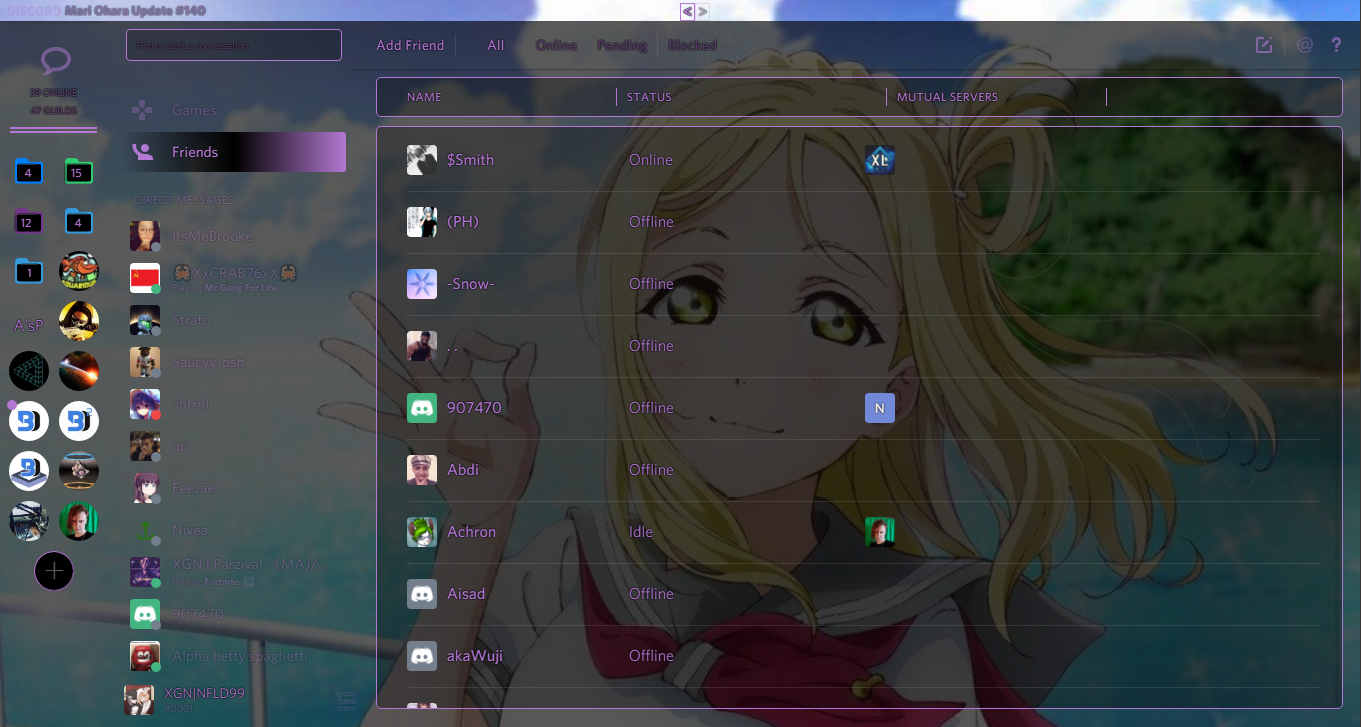 DISCORD Mari Ohara Update #140
< >
Find or start a conversation
Add Friend All Online Pending Blocked
@ ?
39 ONLINE
47 GUILDS
Games
Friends
DIRECT MESSAGES
4 15
12 4
1
A'sP
ItsMeBrooke
🦀XxCRAB76xX🦀
Playing Mc Gang For Life
Strato
SaucyyJosh
uri
EeeJae
Nivea
XGN | Parzival 《MAJ/...
Playing Fortnite
907470
Alpha betty spaghetti
XGN|NFLD99
#0001
NAME STATUS MUTUAL SERVERS
$Smith Online XL
(PH) Offline
-Snow- Offline
. . Offline
907470 Offline N
Abdi Offline
Achron Idle
Aisad Offline
akaWuji Offline